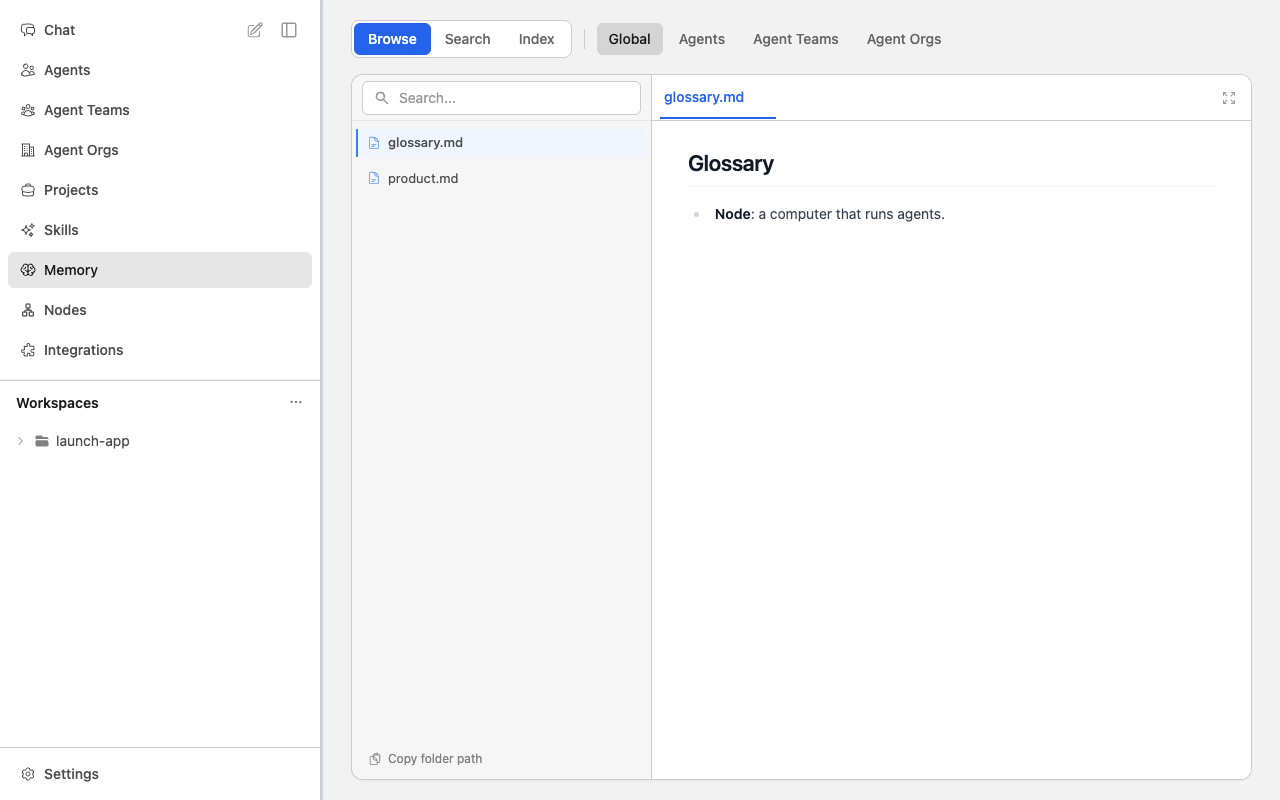 Chat
Agents
Agent Teams
Agent Orgs
Projects
Skills
Memory
Nodes
Integrations
Workspaces
launch-app
Settings
Browse Search Index Global Agents Agent Teams Agent Orgs
Search...
glossary.md
product.md
Copy folder path
glossary.md
Glossary
Node: a computer that runs agents.